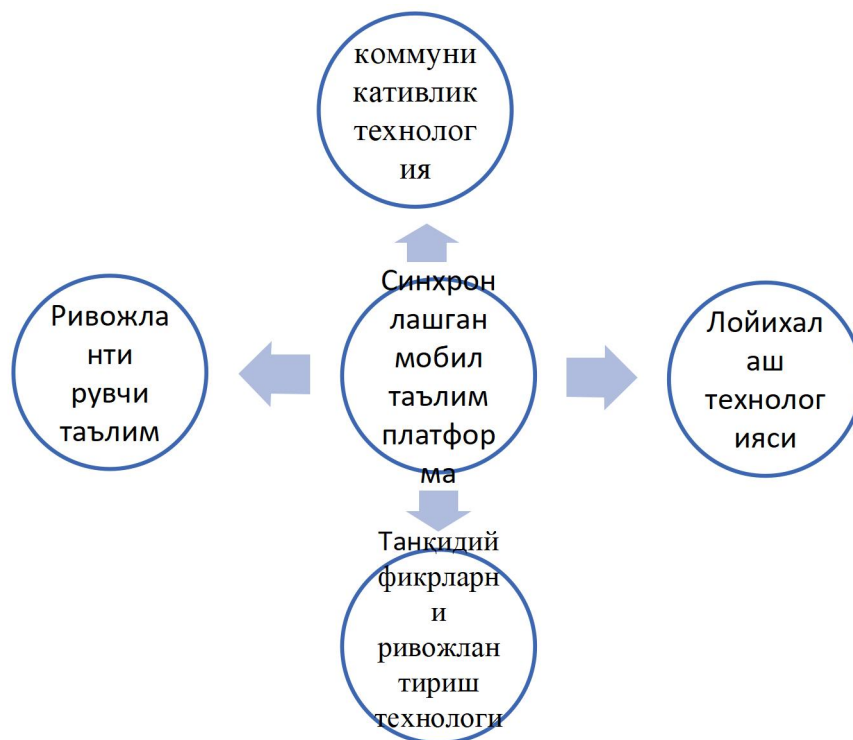 коммуни
кативлик
технолог
ия
Ривожла
нти
рувчи
таълим
Синхрон
лашган
мобил
таълим
платфор
ма
Лойихал
аш
технолог
ияси
Танқидий
фикрларн
и
ривожлан
тириш
технологи